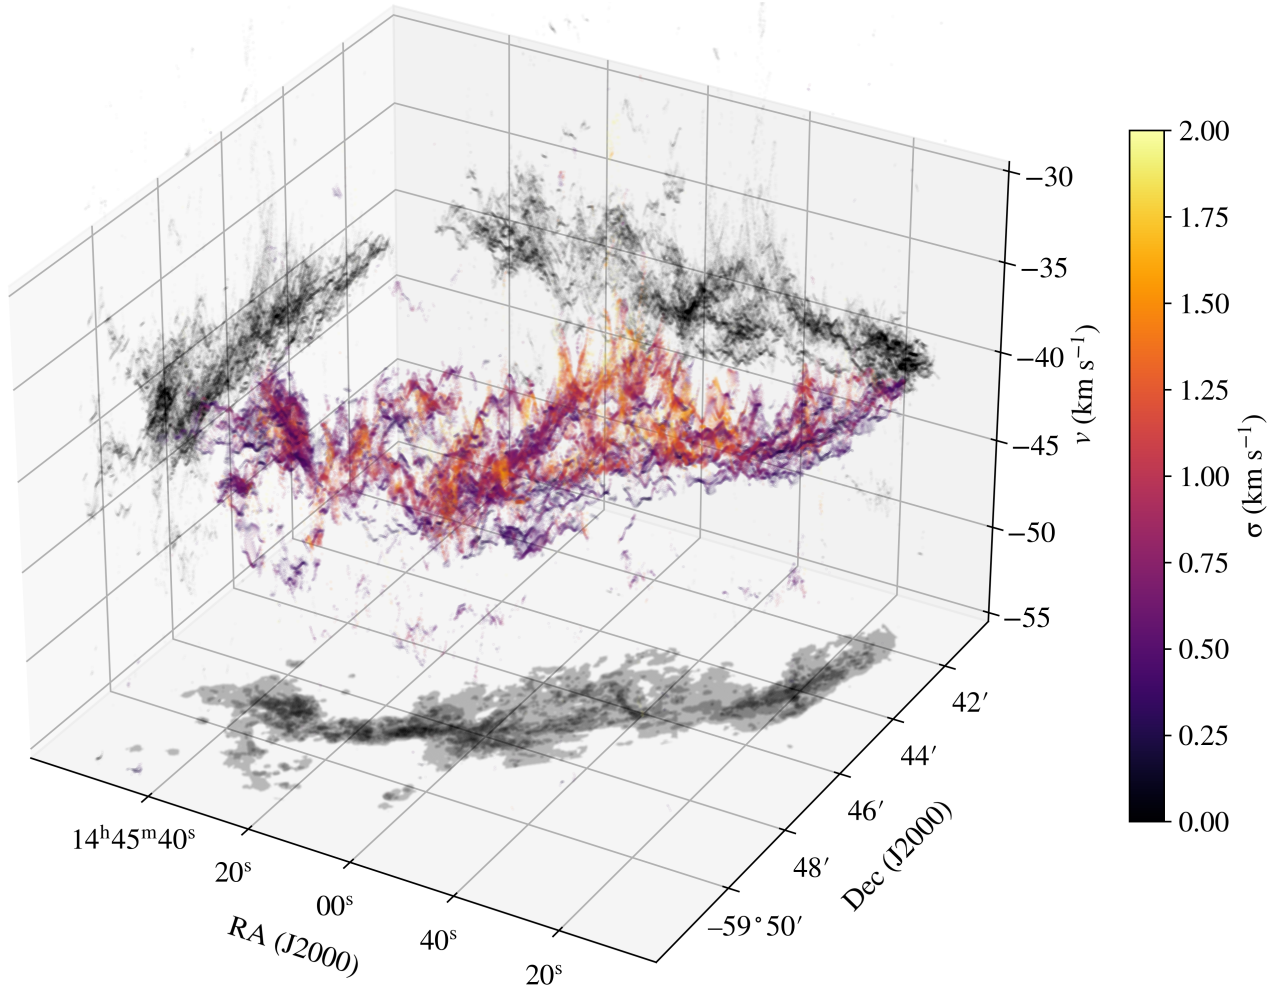 −30
−35
−40
−45
−50
−55
v (km s⁻¹)
42′
44′
46′
48′
−59°50′
Dec (J2000)
14ʰ45ᵐ40ˢ
20ˢ
00ˢ
40ˢ
20ˢ
RA (J2000)
2.00
1.75
1.50
1.25
1.00
0.75
0.50
0.25
0.00
σ (km s⁻¹)